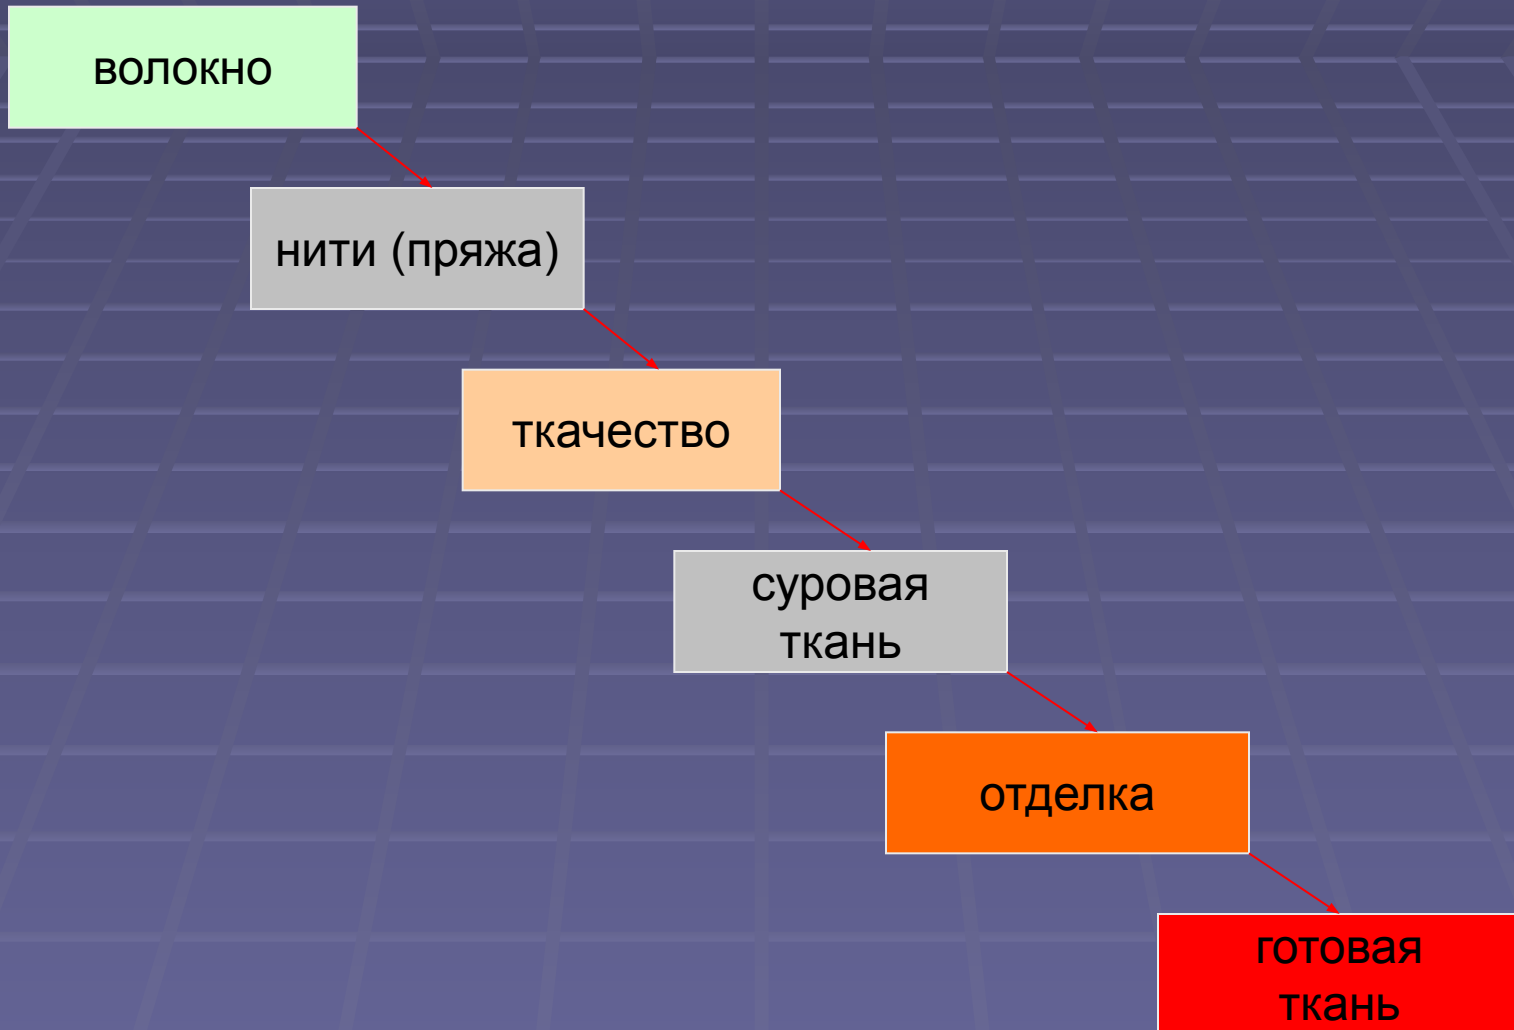 волокно
нити (пряжа)
ткачество
суровая
ткань
отделка
готовая
ткань